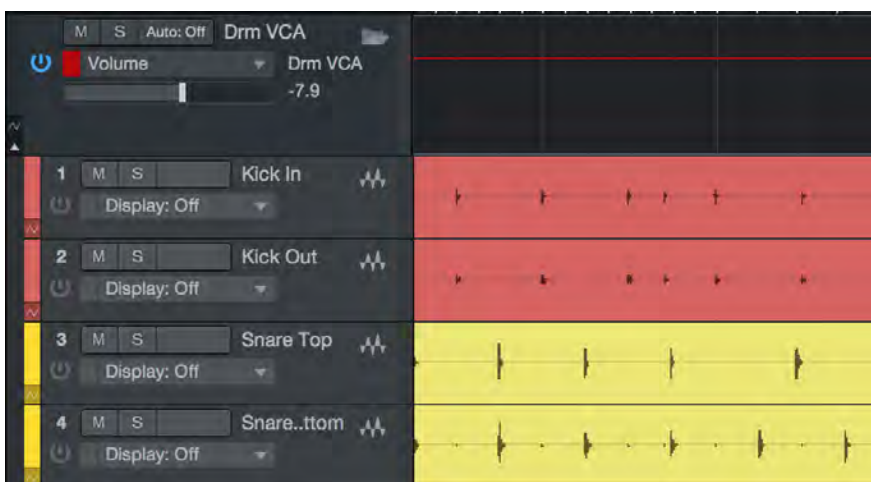 M S Auto: Off Drm VCA
Volume Drm VCA
-7.9
1 M S Kick In
Display: Off
2 M S Kick Out
Display: Off
3 M S Snare Top
Display: Off
4 M S Snare..ttom
Display: Off